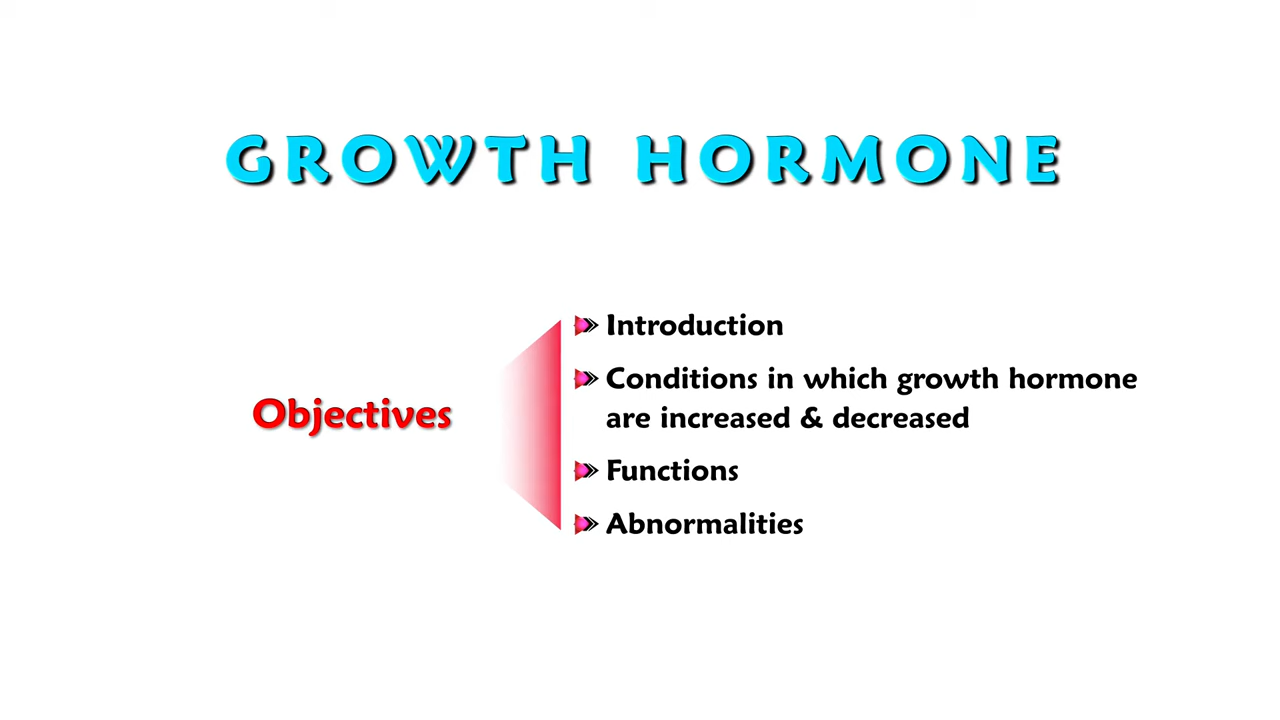 GROWTH HORMONE
Objectives
Introduction
Conditions in which growth hormone
are increased & decreased
Functions
Abnormalities